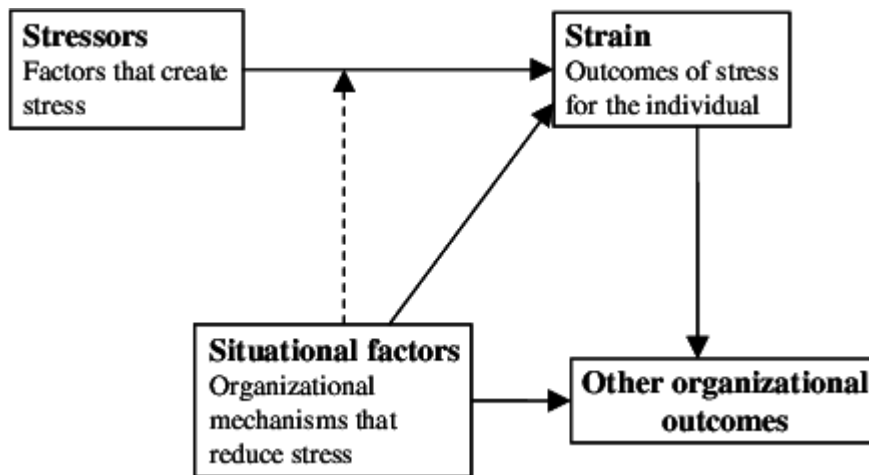 Stressors
Factors that create
stress
Strain
Outcomes of stress
for the individual
Situational factors
Organizational
mechanisms that
reduce stress
Other organizational
outcomes